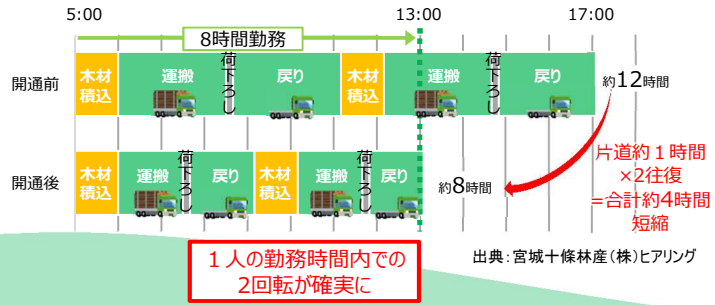 5:00
13:00
17:00
8時間勤務
開通前
木材
積込
運搬
荷下ろし
戻り
木材
積込
運搬
荷下ろし
戻り
約12時間
開通後
木材
積込
運搬
荷下ろし
戻り
木材
積込
運搬
荷下ろし
戻り
約8時間
片道約1時間
×2往復
=合計約4時間
短縮
1人の勤務時間内での
2回転が確実に
出典:宮城十條林産(株)ヒアリング